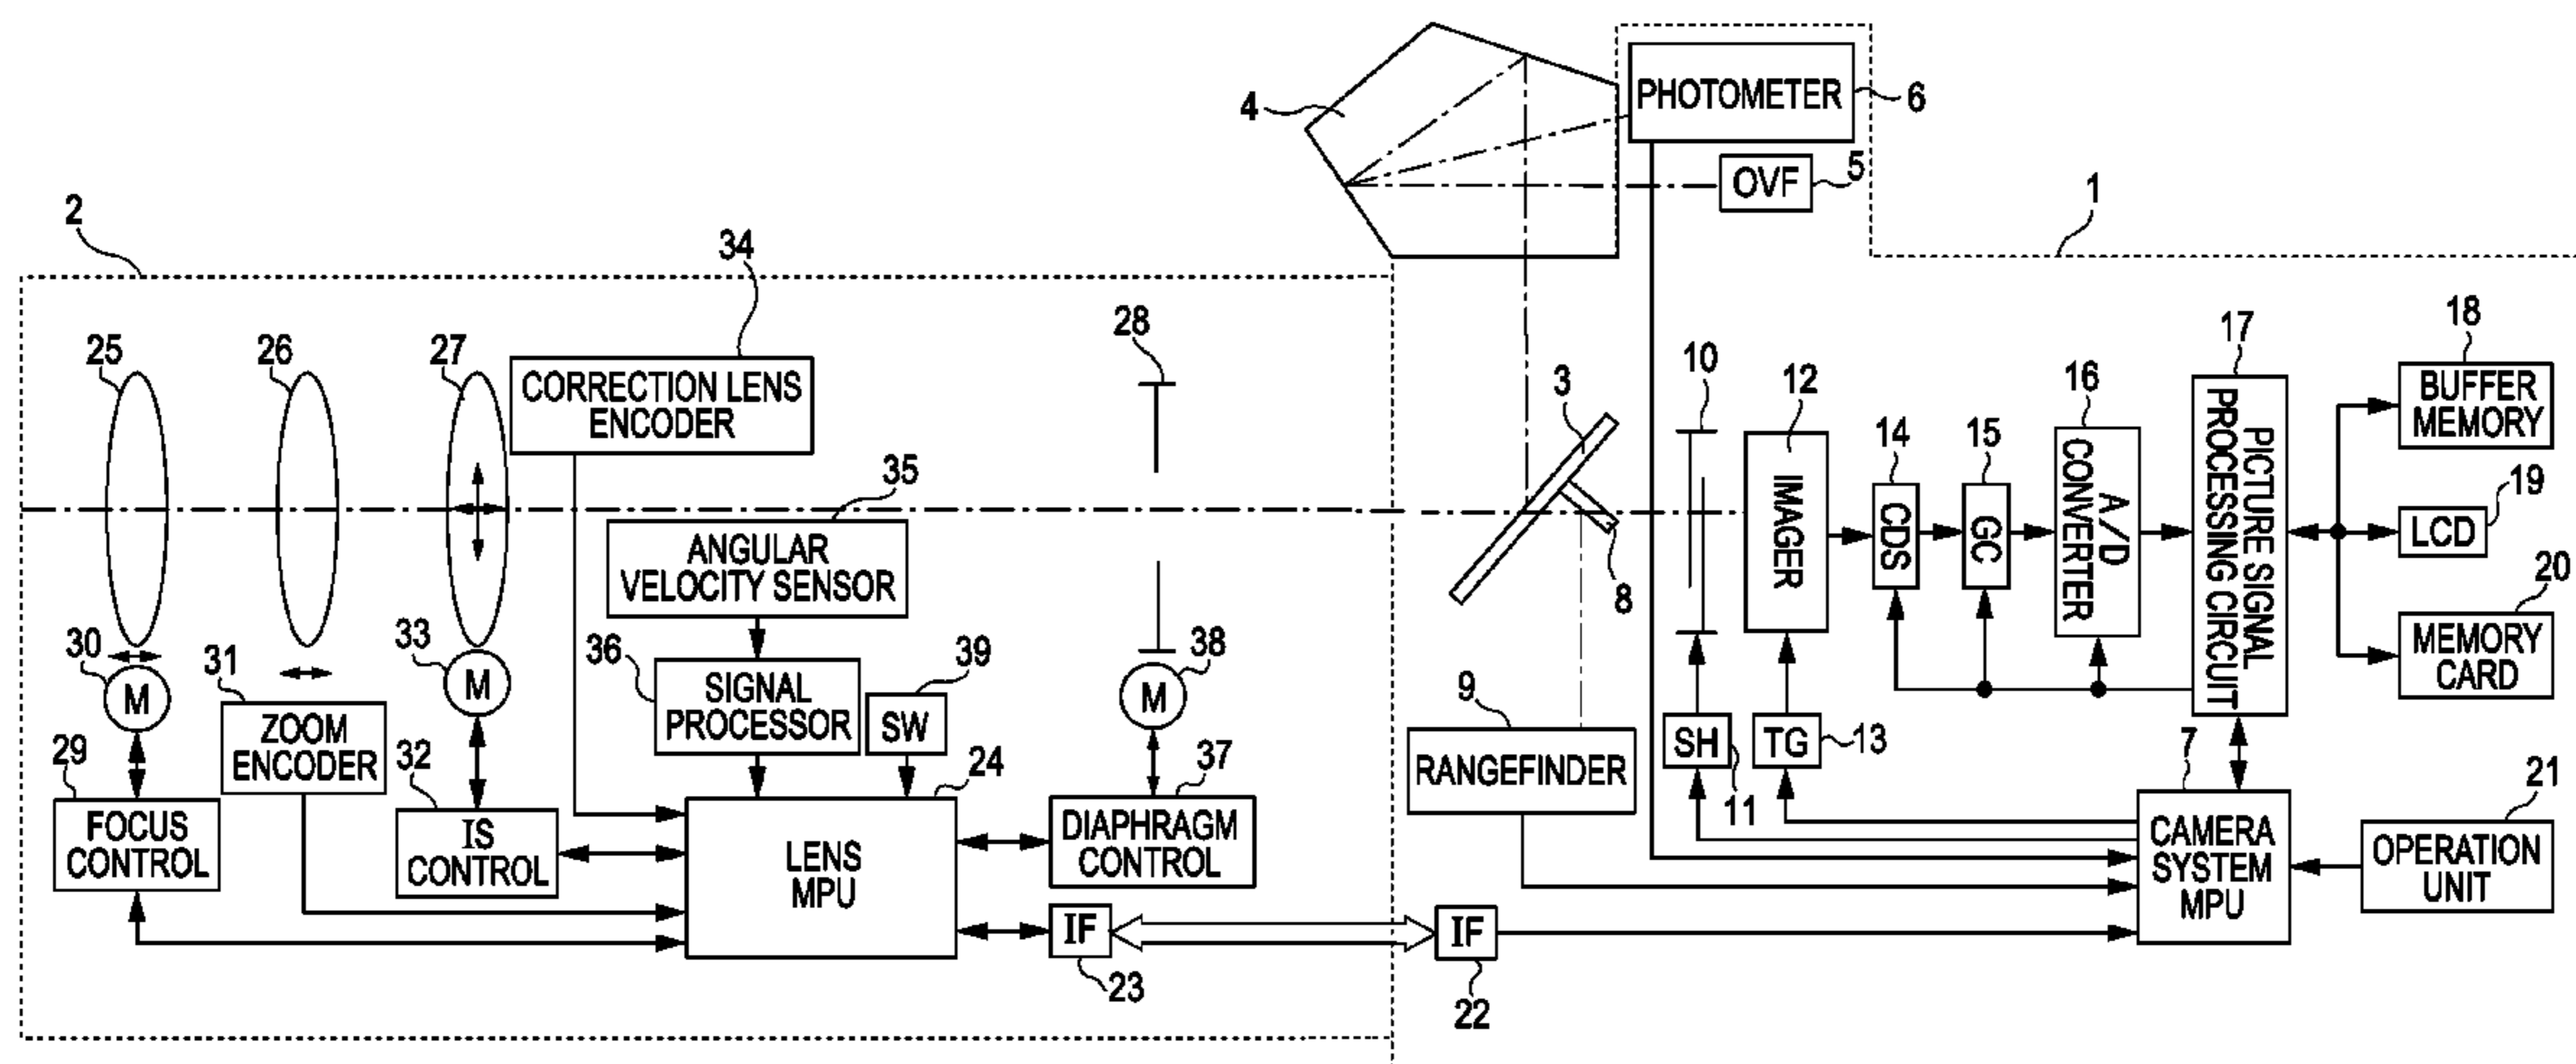 4
PHOTOMETER
6
OVF
5
1
2
34
28
25
26
27
CORRECTION LENS
ENCODER
35
3
10
12
14
15
16
17
18
BUFFER
MEMORY
19
LCD
20
MEMORY
CARD
IMAGER
CDS
GC
A/D
CONVERTER
PICTURE SIGNAL
PROCESSING CIRCUIT
8
ANGULAR
VELOCITY SENSOR
30
M
31
33
M
36
SIGNAL
PROCESSOR
39
SW
38
M
9
RANGEFINDER
SH
11
TG
13
7
21
ZOOM
ENCODER
29
FOCUS
CONTROL
32
IS
CONTROL
24
LENS
MPU
37
DIAPHRAGM
CONTROL
CAMERA
SYSTEM
MPU
OPERATION
UNIT
IF
23
IF
22